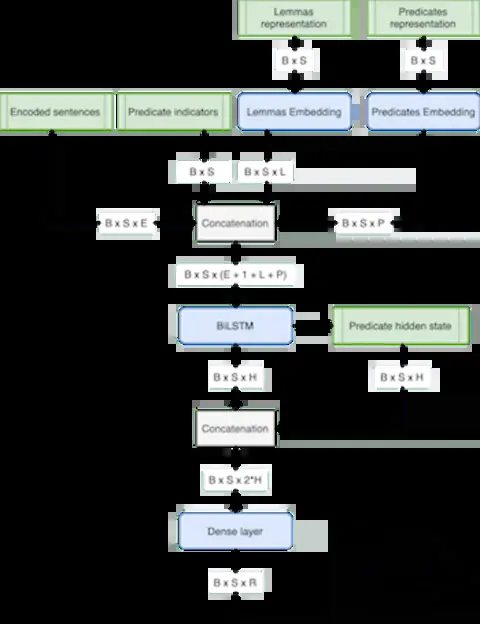 Lemmas
representation
Predicates
representation
B x S
B x S
Encoded sentences
Predicate indicators
Lemmas Embedding
Predicates Embedding
B x S
B x S x L
B x S x E
Concatenation
B x S x P
B x S x (E + 1 + L + P)
BiLSTM
Predicate hidden state
B x S x H
B x S x H
Concatenation
B x S x 2*H
Dense layer
B x S x R